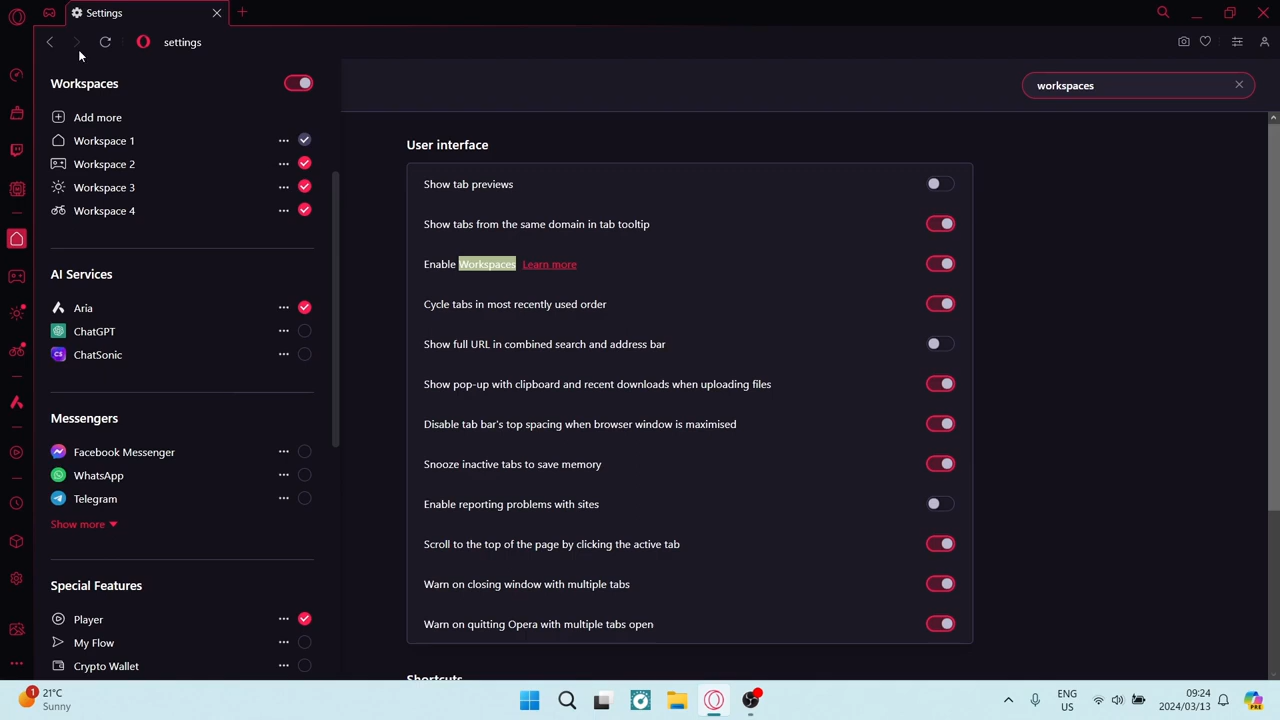 Settings
settings
Workspaces
Add more
Workspace 1
Workspace 2
Workspace 3
Workspace 4
AI Services
Aria
ChatGPT
CS ChatSonic
Messengers
Facebook Messenger
WhatsApp
Telegram
Show more
Special Features
Player
My Flow
Crypto Wallet
workspaces
User interface
Show tab previews
Show tabs from the same domain in tab tooltip
Enable Workspaces Learn more
Cycle tabs in most recently used order
Show full URL in combined search and address bar
Show pop-up with clipboard and recent downloads when uploading files
Disable tab bar's top spacing when browser window is maximised
Snooze inactive tabs to save memory
Enable reporting problems with sites
Scroll to the top of the page by clicking the active tab
Warn on closing window with multiple tabs
Warn on quitting Opera with multiple tabs open
Shortcuts
1
21°C
Sunny
ENG
US
09:24
2024/03/13
PRE